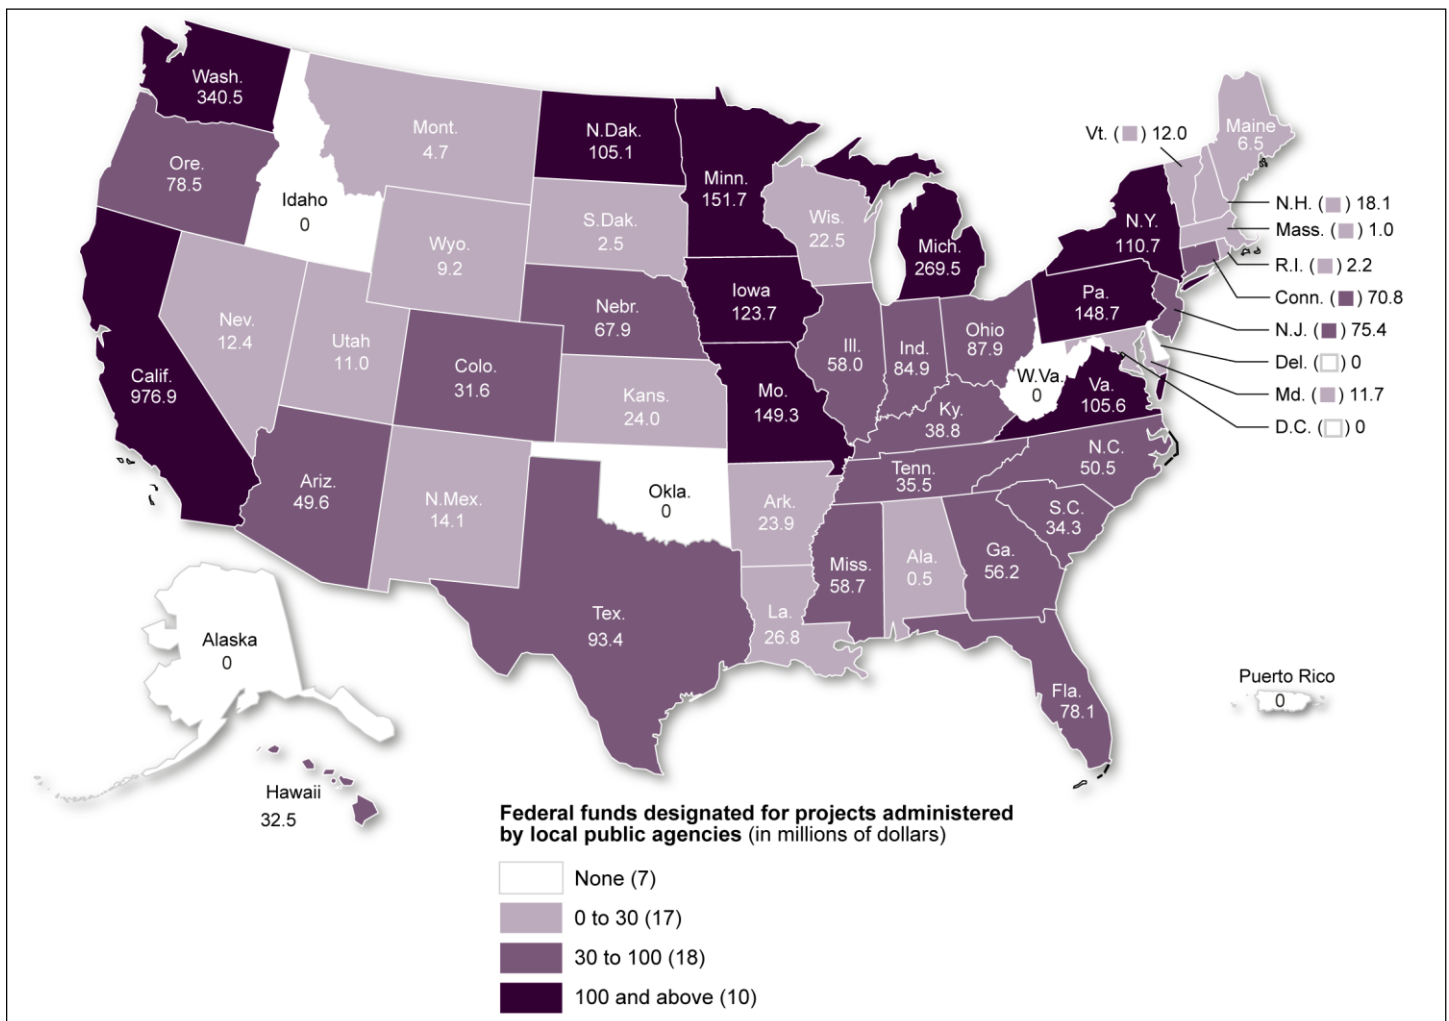 Wash.
340.5
Ore.
78.5
Calif.
976.9
Idaho
0
Nev.
12.4
Mont.
4.7
Wyo.
9.2
Utah
11.0
Ariz.
49.6
Colo.
31.6
N.Mex.
14.1
N.Dak.
105.1
S.Dak.
2.5
Nebr.
67.9
Kans.
24.0
Okla.
0
Tex.
93.4
Minn.
151.7
Iowa
123.7
Mo.
149.3
Ark.
23.9
La.
26.8
Wis.
22.5
Ill.
58.0
Mich.
269.5
Ind.
84.9
Ohio
87.9
Ky.
38.8
Tenn.
35.5
Miss.
58.7
Ala.
0.5
Ga.
56.2
Fla.
78.1
S.C.
34.3
N.C.
50.5
Va.
105.6
W.Va.
0
Pa.
148.7
N.Y.
110.7
Maine
6.5
Vt. ( ) 12.0
N.H. ( ) 18.1
Mass. ( ) 1.0
R.I. ( ) 2.2
Conn. ( ) 70.8
N.J. ( ) 75.4
Del. ( ) 0
Md. ( ) 11.7
D.C. ( ) 0
Alaska
0
Hawaii
32.5
Puerto Rico
0
Federal funds designated for projects administered
by local public agencies (in millions of dollars)
None (7)
0 to 30 (17)
30 to 100 (18)
100 and above (10)